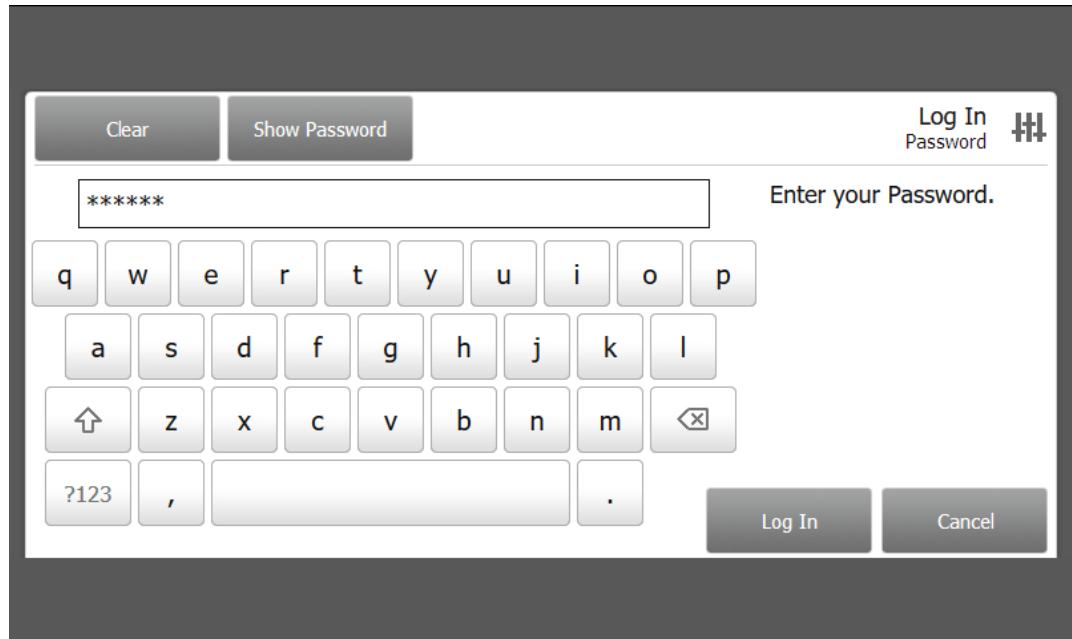 Clear Show Password Log In
Password
****** Enter your Password.
q w e r t y u i o p
a s d f g h j k l
z x c v b n m
?123 , .
Log In Cancel